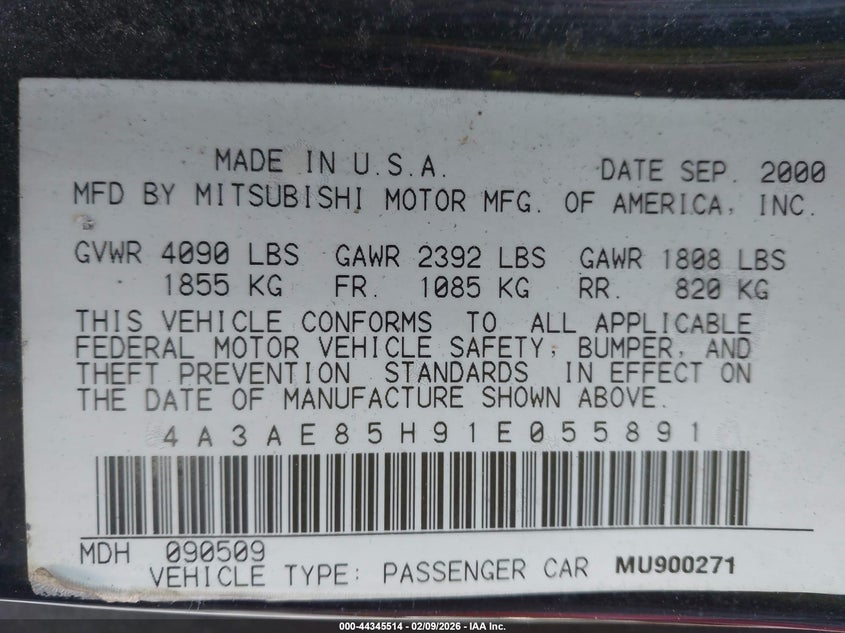 MADE IN U.S.A. DATE SEP. 2000
MFD BY MITSUBISHI MOTOR MFG. OF AMERICA, INC.
GVWR 4090 LBS GAWR 2392 LBS GAWR 1808 LBS
1855 KG FR. 1085 KG RR. 820 KG
THIS VEHICLE CONFORMS TO ALL APPLICABLE
FEDERAL MOTOR VEHICLE SAFETY, BUMPER, AND
THEFT PREVENTION STANDARDS IN EFFECT ON
THE DATE OF MANUFACTURE SHOWN ABOVE.
4A3AE85H91E055891
MDH 090509
VEHICLE TYPE: PASSENGER CAR MU900271
000-44345514 - 02/09/2026 - IAA Inc.